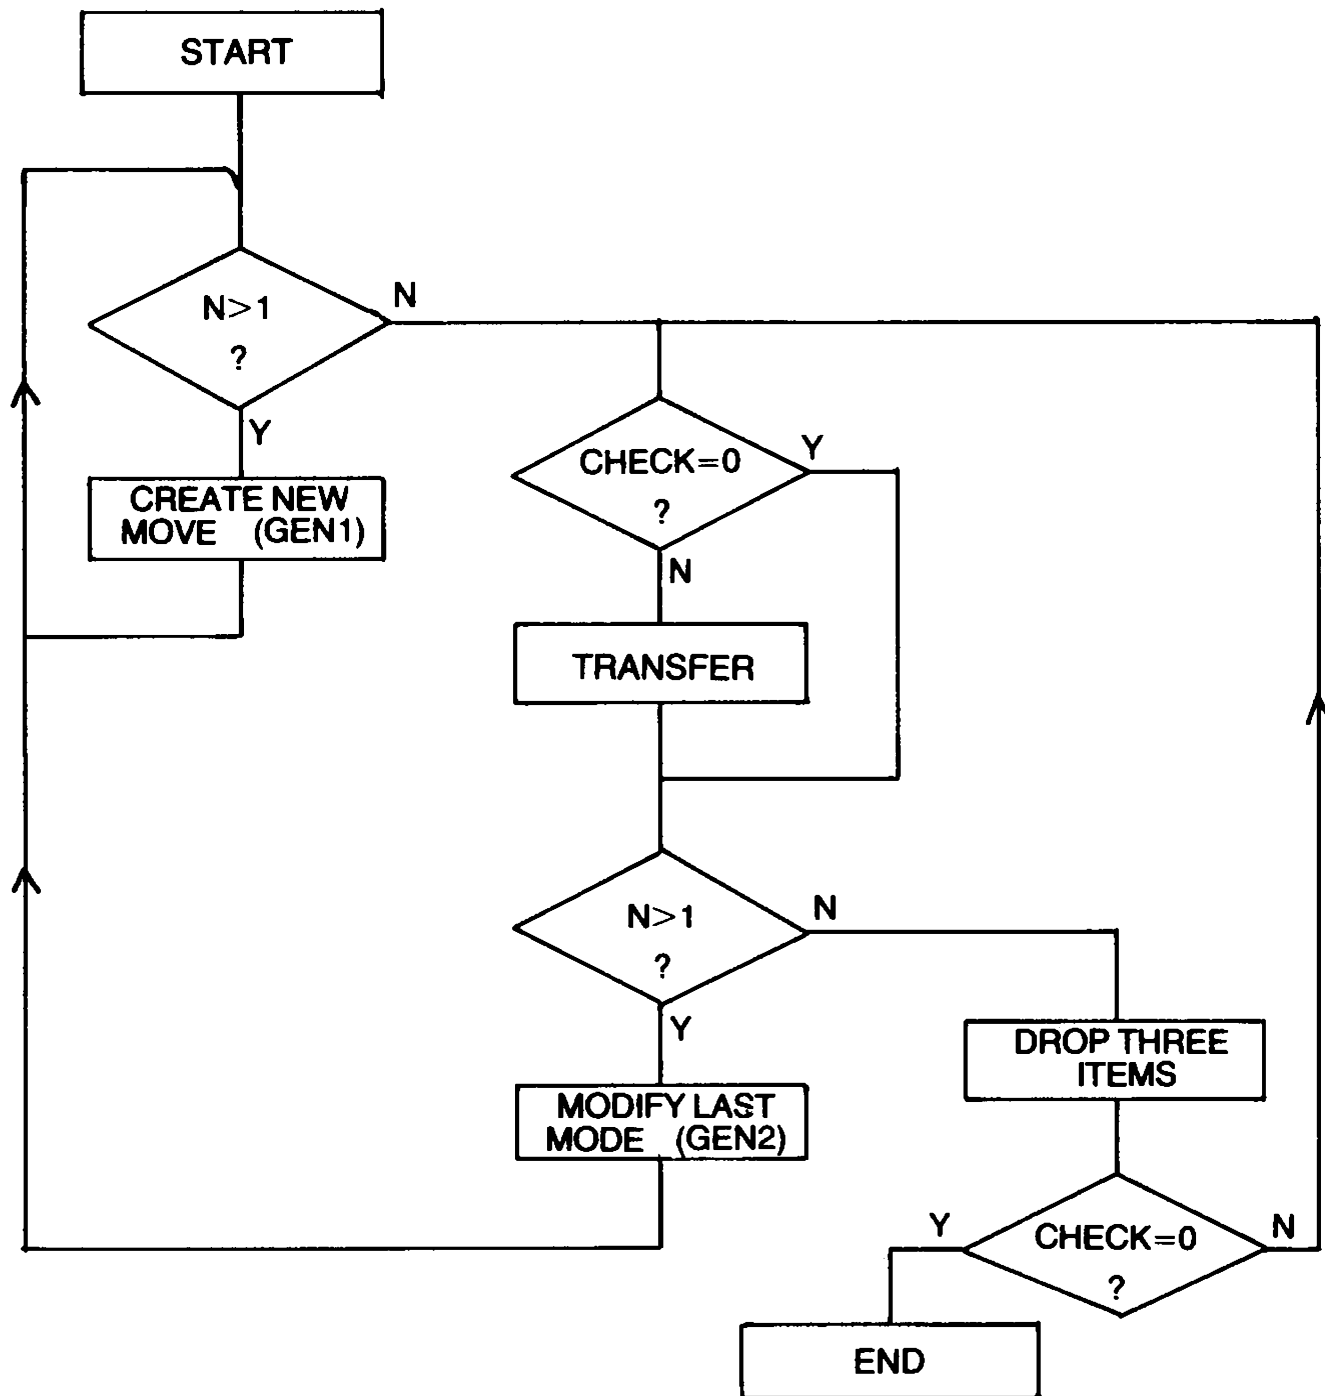 START
N>1
?
N
Y
CREATE NEW
MOVE (GEN1)
CHECK=0
?
Y
N
TRANSFER
N>1
?
N
Y
MODIFY LAST
MODE (GEN2)
DROP THREE
ITEMS
CHECK=0
?
Y
N
END